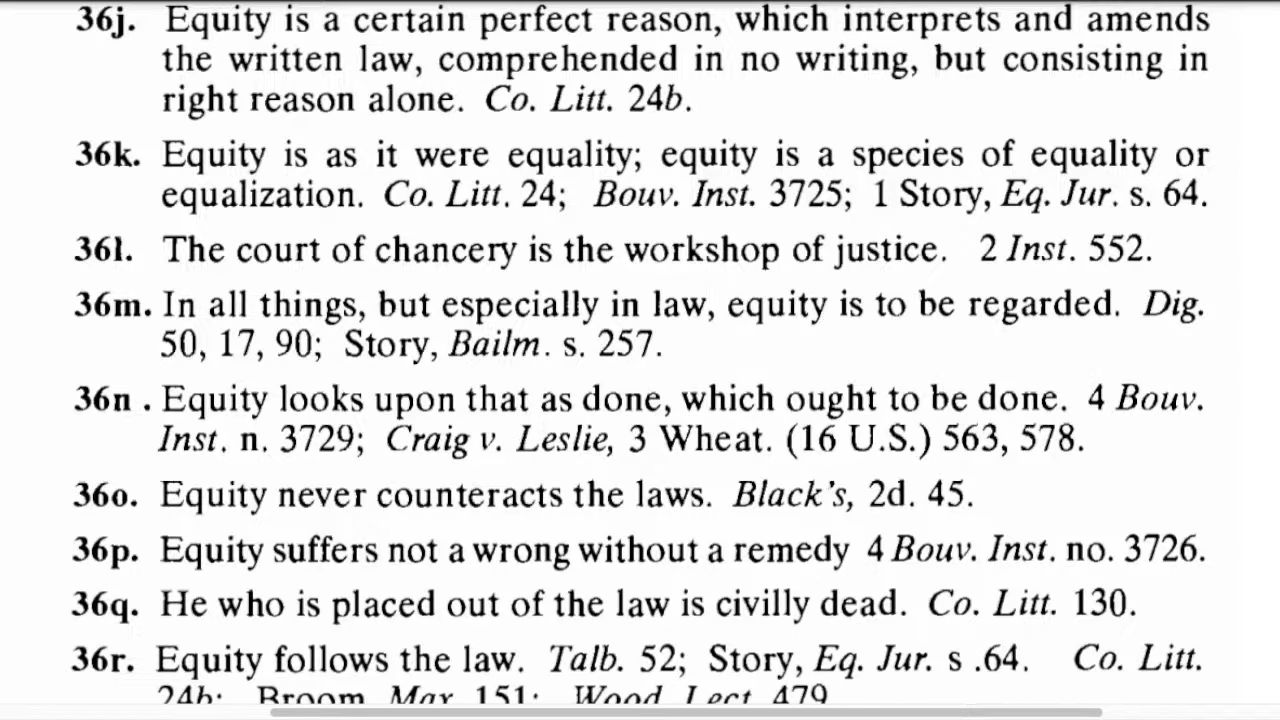 36j. Equity is a certain perfect reason, which interprets and amends
the written law, comprehended in no writing, but consisting in
right reason alone. Co. Litt. 24b.
36k. Equity is as it were equality; equity is a species of equality or
equalization. Co. Litt. 24; Bouv. Inst. 3725; 1 Story, Eq. Jur. s. 64.
36l. The court of chancery is the workshop of justice. 2 Inst. 552.
36m. In all things, but especially in law, equity is to be regarded. Dig.
50, 17, 90; Story, Bailm. s. 257.
36n . Equity looks upon that as done, which ought to be done. 4 Bouv.
Inst. n. 3729; Craig v. Leslie, 3 Wheat. (16 U.S.) 563, 578.
36o. Equity never counteracts the laws. Black's, 2d. 45.
36p. Equity suffers not a wrong without a remedy 4 Bouv. Inst. no. 3726.
36q. He who is placed out of the law is civilly dead. Co. Litt. 130.
36r. Equity follows the law. Talb. 52; Story, Eq. Jur. s .64. Co. Litt.
24b; Broom, Max. 151; Wood, Lect. 479